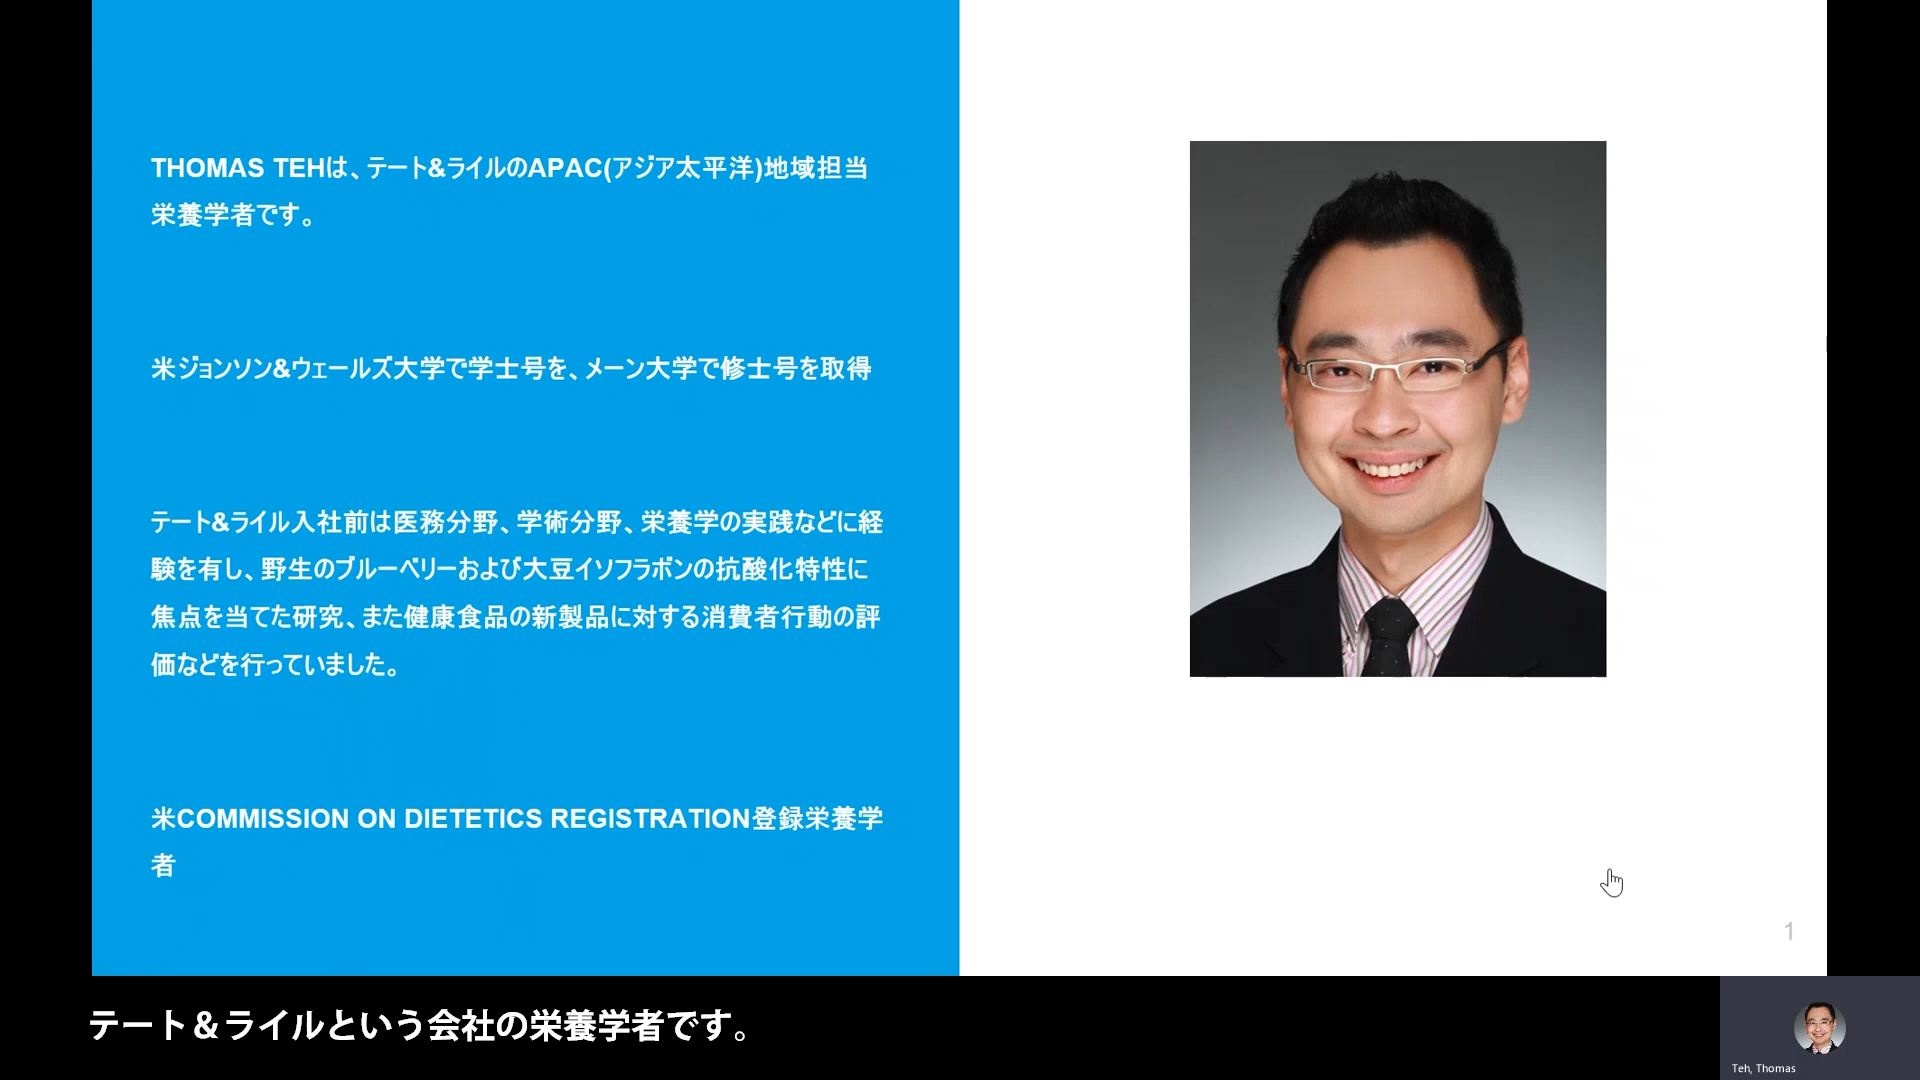 THOMAS TEHは、テート&ライルのAPAC(アジア太平洋)地域担当
栄養学者です。
米ジョンソン&ウェールズ大学で学士号を、メーン大学で修士号を取得
テート&ライル入社前は医務分野、学術分野、栄養学の実践などに経
験を有し、野生のブルーベリーおよび大豆イソフラボンの抗酸化特性に
焦点を当てた研究、また健康食品の新製品に対する消費者行動の評
価などを行っていました。
米COMMISSION ON DIETETICS REGISTRATION登録栄養学
者
1
テート＆ライルという会社の栄養学者です。
Teh, Thomas